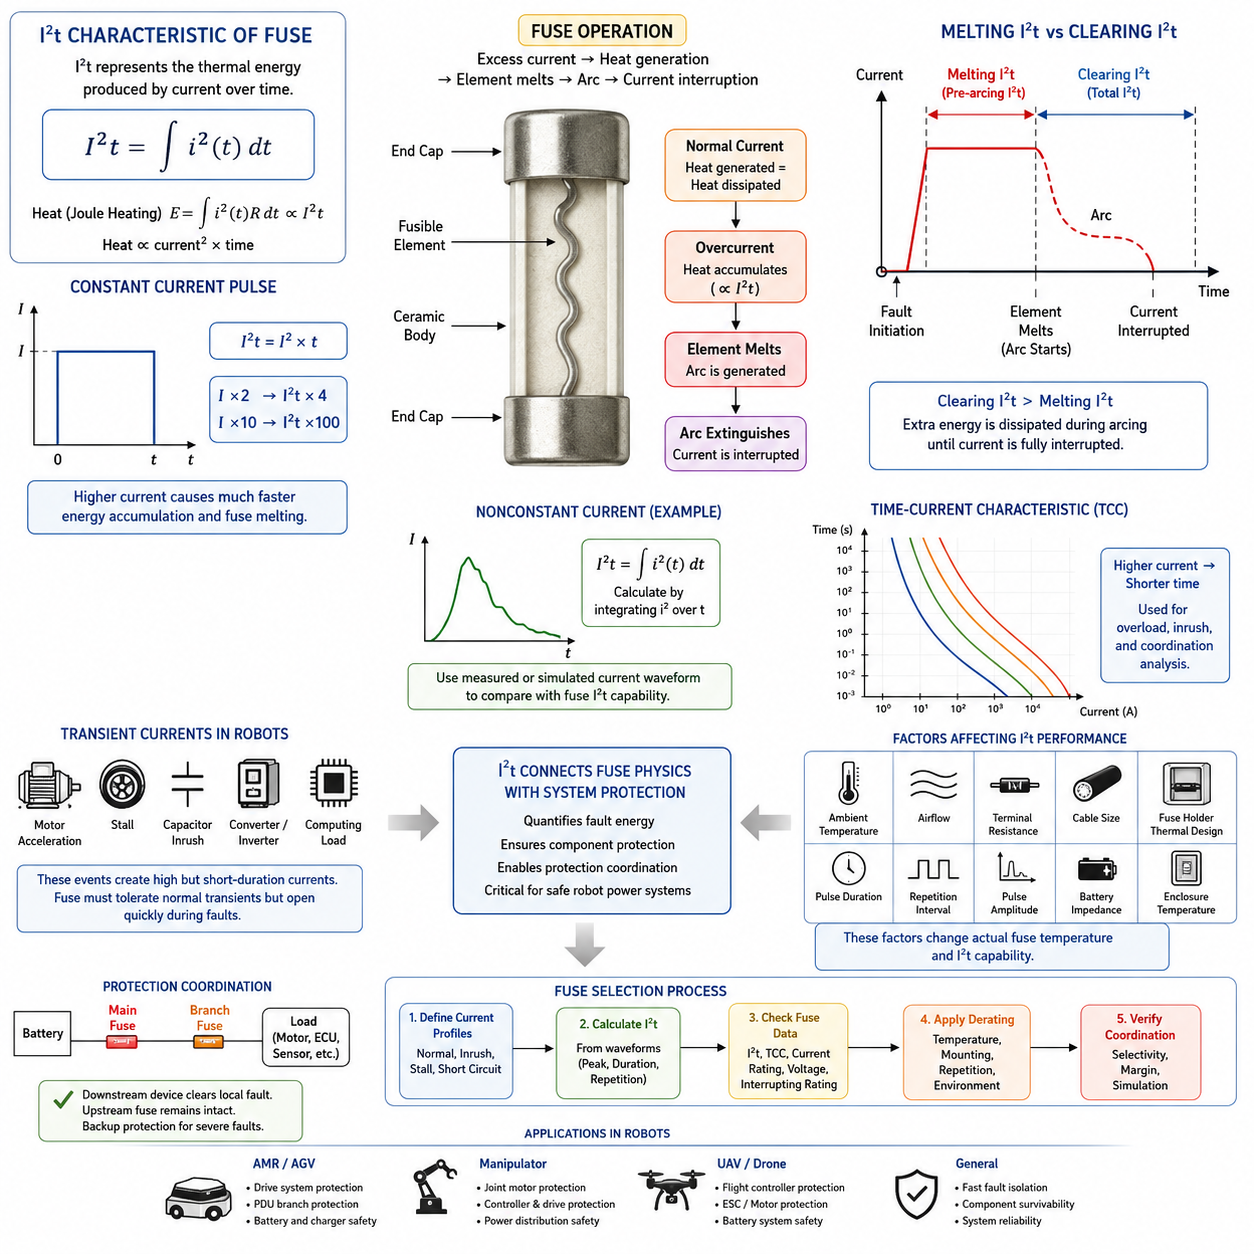 I²t CHARACTERISTIC OF FUSE
I²t represents the thermal energy
produced by current over time.
I²t = ∫ i²(t) dt
Heat (Joule Heating) E = ∫ i²(t)R dt ∝ I²t
Heat ∝ current² × time
CONSTANT CURRENT PULSE
I
I
0
t
t
I²t = I² × t
I ×2 → I²t × 4
I ×10 → I²t ×100
Higher current causes much faster
energy accumulation and fuse melting.
FUSE OPERATION
Excess current → Heat generation
→ Element melts → Arc → Current interruption
End Cap
Fusible
Element
Ceramic
Body
End Cap
Normal Current
Heat generated =
Heat dissipated
Overcurrent
Heat accumulates
(∝ I²t)
Element Melts
Arc is generated
Arc Extinguishes
Current is interrupted
MELTING I²t vs CLEARING I²t
Current
Melting I²t
(Pre-arcing I²t)
Clearing I²t
(Total I²t)
Arc
Time
Fault
Initiation
Element
Melts
(Arc Starts)
Current
Interrupted
Clearing I²t > Melting I²t
Extra energy is dissipated during arcing
until current is fully interrupted.
NONCONSTANT CURRENT (EXAMPLE)
I
t
I²t = ∫ i²(t) dt
Calculate by
integrating i² over t
Use measured or simulated current waveform
to compare with fuse I²t capability.
TIME-CURRENT CHARACTERISTIC (TCC)
Time (s)
10⁴
10³
10²
10¹
10⁰
10⁻¹
10⁻²
10⁻³
10⁰
10¹
10²
10³
10⁴
Current (A)
Higher current →
Shorter time
Used for
overload, inrush,
and coordination
analysis.
TRANSIENT CURRENTS IN ROBOTS
Motor
Acceleration
Stall
Capacitor
Inrush
Converter /
Inverter
Computing
Load
These events create high but short-duration currents.
Fuse must tolerate normal transients but open
quickly during faults.
I²t CONNECTS FUSE PHYSICS
WITH SYSTEM PROTECTION
Quantifies fault energy
Ensures component protection
Enables protection coordination
Critical for safe robot power systems
FACTORS AFFECTING I²t PERFORMANCE
Ambient
Temperature
Airflow
Terminal
Resistance
Cable Size
Fuse Holder
Thermal Design
Pulse Duration
Repetition
Interval
Pulse
Amplitude
Battery
Impedance
Enclosure
Temperature
These factors change actual fuse temperature
and I²t capability.
PROTECTION COORDINATION
Battery
Main
Fuse
Branch
Fuse
Load
(Motor, ECU,
Sensor, etc.)
Downstream device clears local fault.
Upstream fuse remains intact.
Backup protection for severe faults.
FUSE SELECTION PROCESS
1. Define Current
Profiles
Normal, Inrush,
Stall, Short Circuit
2. Calculate I²t
From waveforms
(Peak, Duration,
Repetition)
3. Check Fuse
Data
I²t, TCC, Current
Rating, Voltage,
Interrupting Rating
4. Apply Derating
Temperature,
Mounting,
Repetition,
Environment
5. Verify
Coordination
Selectivity,
Margin,
Simulation
APPLICATIONS IN ROBOTS
AMR / AGV
• Drive system protection
• PDU branch protection
• Battery and charger safety
Manipulator
• Joint motor protection
• Controller & drive protection
• Power distribution safety
UAV / Drone
• Flight controller protection
• ESC / Motor protection
• Battery system safety
General
• Fast fault isolation
• Component survivability
• System reliability